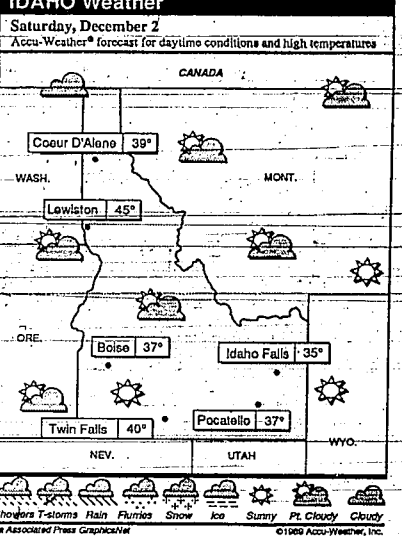 IDAHO Weather
Saturday, December 2
Accu-Weather® forecast for daytime conditions and high temperatures
CANADA
Coeur D'Alene 39°
WASH.
MONT.
Lewiston 45°
ORE.
Boise 37°
Idaho Falls 35°
Pocatello 37°
Twin Falls 40°
WYO.
NEV.
UTAH
Showers T-storms Rain Flurries Snow Ice Sunny Pt. Cloudy Cloudy
Associated Press GraphicsNet ©1989 Accu-Weather, Inc.